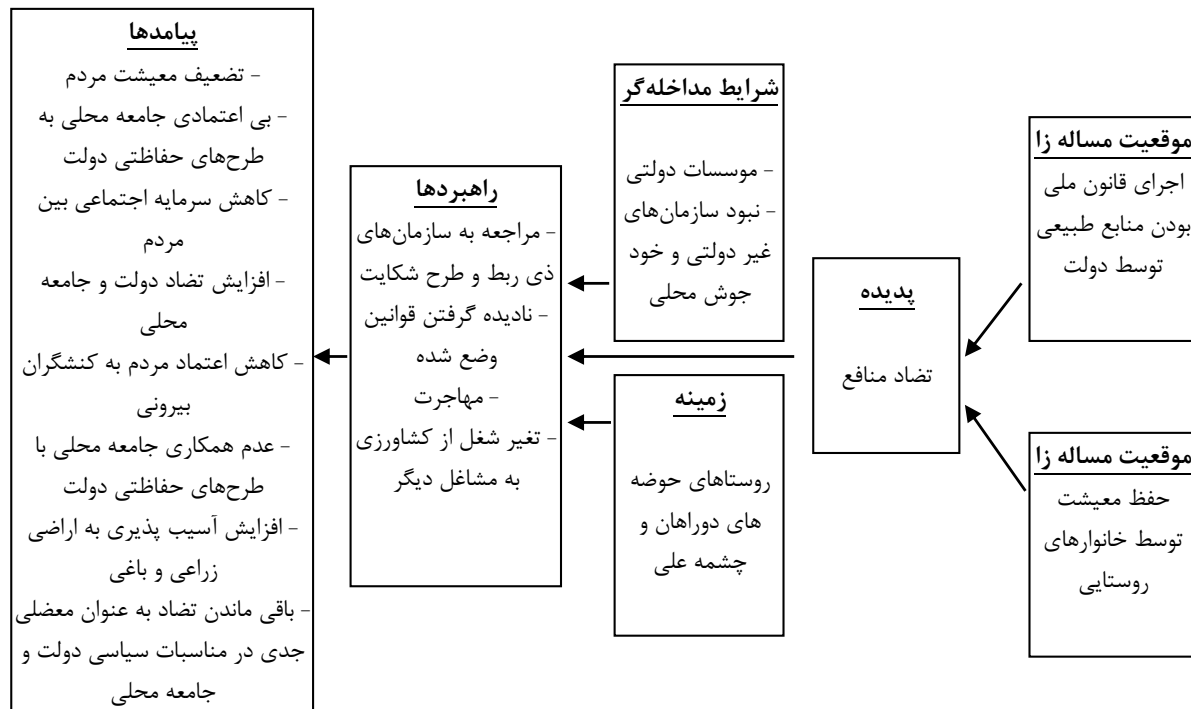 موقعیت مساله زا
اجرای قانون ملی
بودن منابع طبیعی
توسط دولت
موقعیت مساله زا
حفظ معیشت
توسط خانوارهای
روستایی
پدیده
تضاد منافع
شرایط مداخله‌گر
- موسسات دولتی
- نبود سازمان‌های
غیر دولتی و خود
جوش محلی
زمینه
روستاهای حوضه
های دوراهان و
چشمه علی
راهبردها
- مراجعه به سازمان‌های
ذی ربط و طرح شکایت
- نادیده گرفتن قوانین
وضع شده
- مهاجرت
- تغیر شغل از کشاورزی
به مشاغل دیگر
پیامدها
- تضعیف معیشت مردم
- بی اعتمادی جامعه محلی به
طرح‌های حفاظتی دولت
- کاهش سرمایه اجتماعی بین
مردم
- افزایش تضاد دولت و جامعه
محلی
- کاهش اعتماد مردم به کنشگران
بیرونی
- عدم همکاری جامعه محلی با
طرح‌های حفاظتی دولت
- افزایش آسیب پذیری به اراضی
زراعی و باغی
- باقی ماندن تضاد به عنوان معضلی
جدی در مناسبات سیاسی دولت و
جامعه محلی